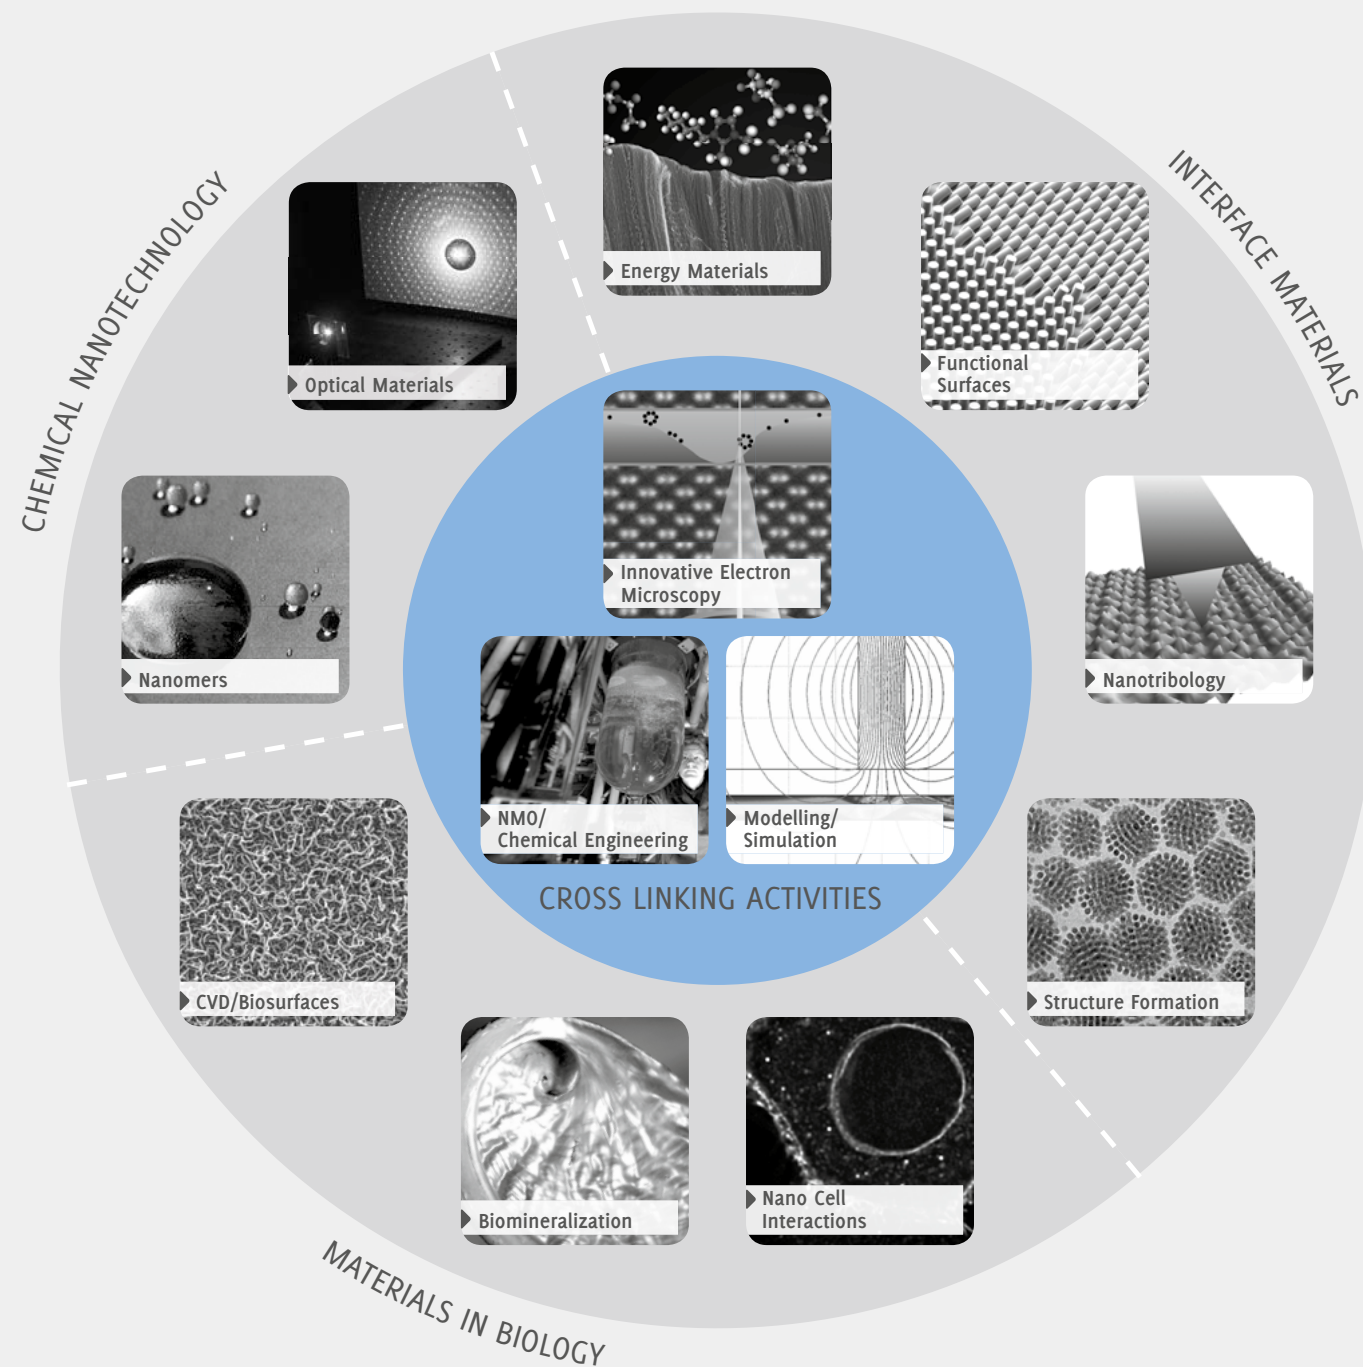 CHEMICAL NANOTECHNOLOGY
INTERFACE MATERIALS
Energy Materials
Optical Materials
Functional
Surfaces
Innovative Electron
Microscopy
Nanomers
Nanotribology
NMO/
Chemical Engineering
Modelling/
Simulation
CROSS LINKING ACTIVITIES
CVD/Biosurfaces
Structure Formation
Biomineralization
Nano Cell
Interactions
MATERIALS IN BIOLOGY